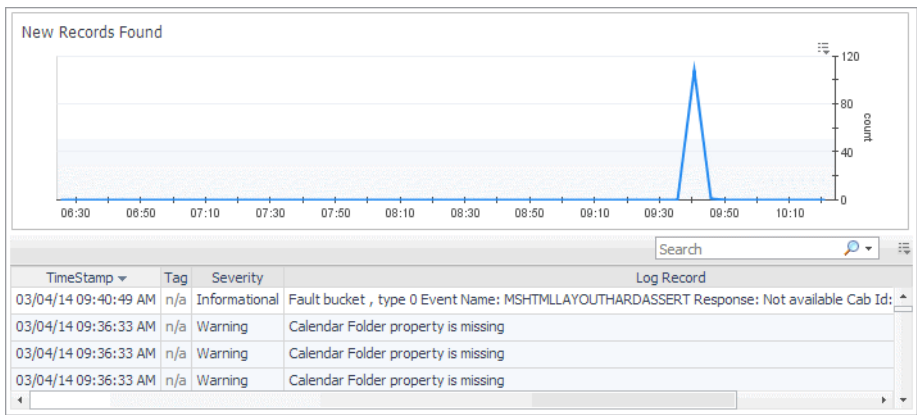 New Records Found
120
80
40
0
count
06:30 06:50 07:10 07:30 07:50 08:10 08:30 08:50 09:10 09:30 09:50 10:10
Search
TimeStamp Tag Severity Log Record
03/04/14 09:40:49 AM n/a Informational Fault bucket , type 0 Event Name: MSHTMLLAYOUTHARDASSERT Response: Not available Cab Id:
03/04/14 09:36:33 AM n/a Warning Calendar Folder property is missing
03/04/14 09:36:33 AM n/a Warning Calendar Folder property is missing
03/04/14 09:36:33 AM n/a Warning Calendar Folder property is missing